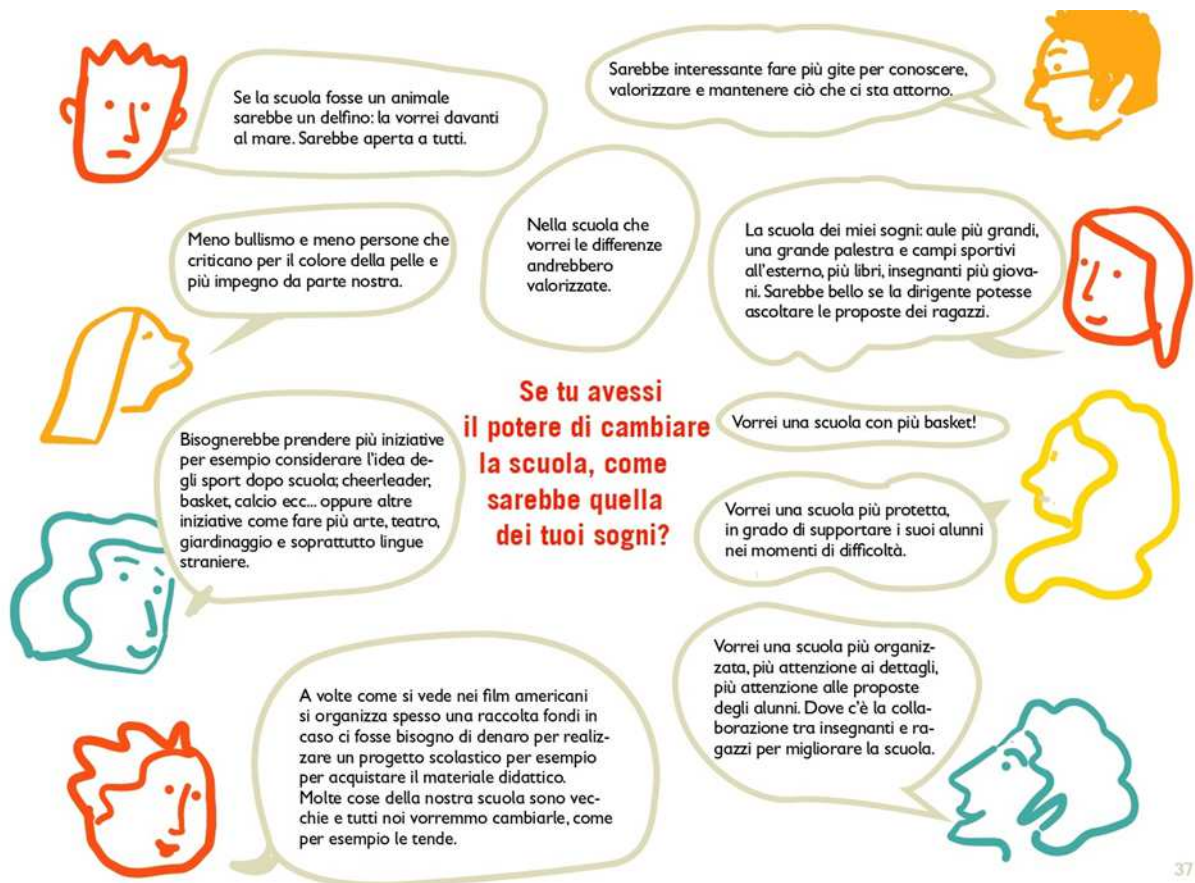 Se la scuola fosse un animale
sarebbe un delfino: la vorrei davanti
al mare. Sarebbe aperta a tutti.
Sarebbe interessante fare più gite per conoscere,
valorizzare e mantenere ciò che ci sta attorno.
Meno bullismo e meno persone che
criticano per il colore della pelle e
più impegno da parte nostra.
Nella scuola che
vorrei le differenze
andrebbero
valorizzate.
La scuola dei miei sogni: aule più grandi,
una grande palestra e campi sportivi
all'esterno, più libri, insegnanti più giova-
ni. Sarebbe bello se la dirigente potesse
ascoltare le proposte dei ragazzi.
Se tu avessi
il potere di cambiare
la scuola, come
sarebbe quella
dei tuoi sogni?
Vorrei una scuola con più basket!
Bisognerebbe prendere più iniziative
per esempio considerare l'idea de-
gli sport dopo scuola; cheerleader,
basket, calcio ecc... oppure altre
iniziative come fare più arte, teatro,
giardinaggio e soprattutto lingue
straniere.
Vorrei una scuola più protetta,
in grado di supportare i suoi alunni
nei momenti di difficoltà.
A volte come si vede nei film americani
si organizza spesso una raccolta fondi in
caso ci fosse bisogno di denaro per realiz-
zare un progetto scolastico per esempio
per acquistare il materiale didattico.
Molte cose della nostra scuola sono vec-
chie e tutti noi vorremmo cambiarle, come
per esempio le tende.
Vorrei una scuola più organiz-
zata, più attenzione ai dettagli,
più attenzione alle proposte
degli alunni. Dove c'è la colla-
borazione tra insegnanti e ra-
gazzi per migliorare la scuola.
37